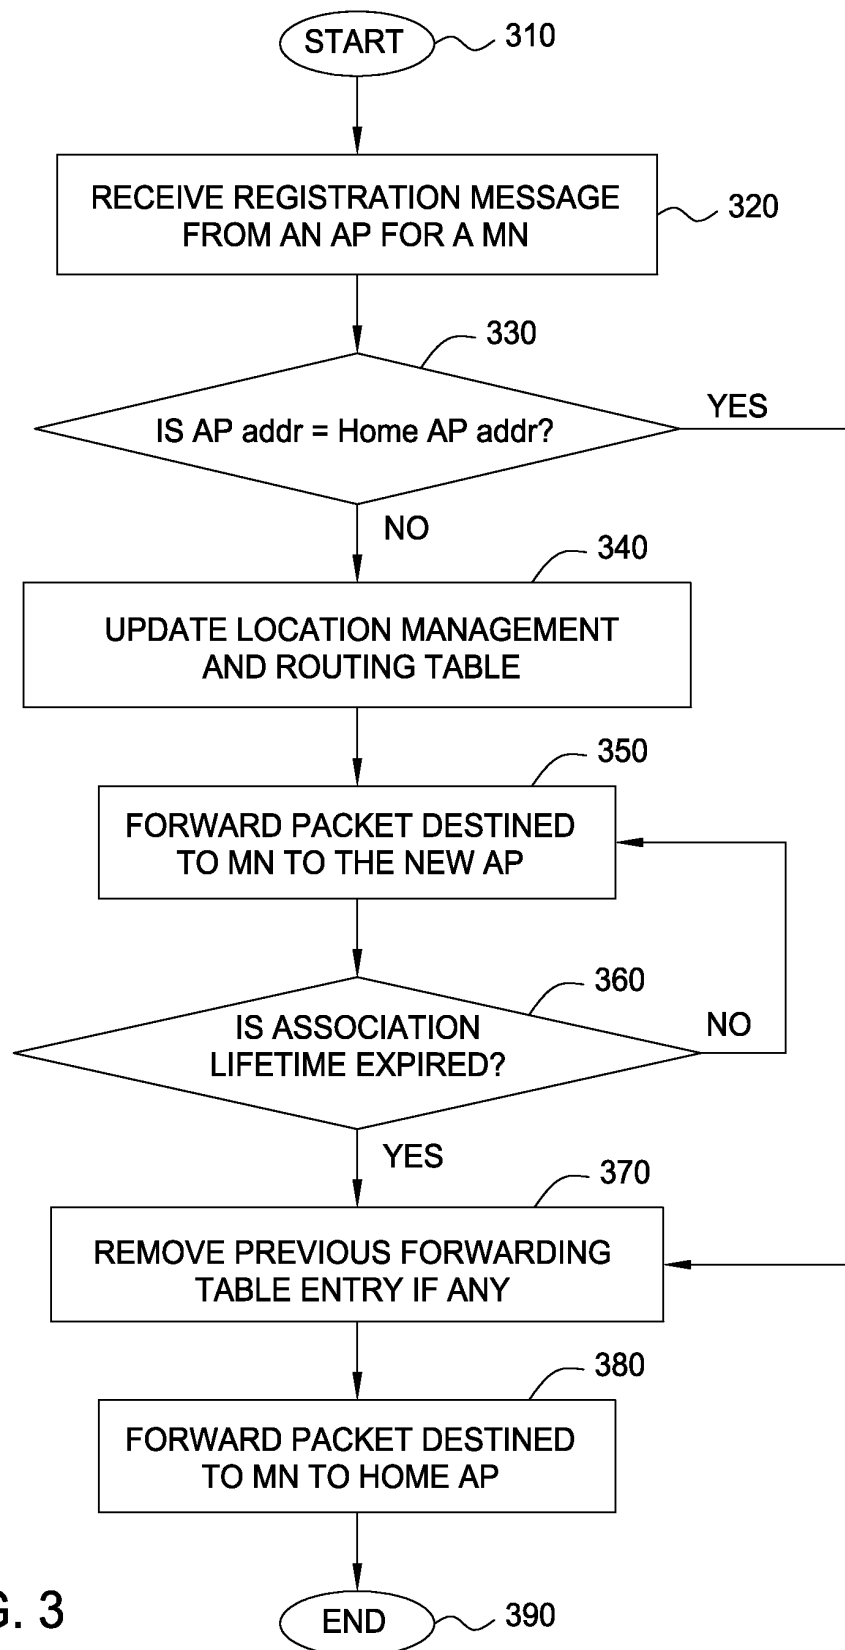 START
310
RECEIVE REGISTRATION MESSAGE
FROM AN AP FOR A MN
320
330
IS AP addr = Home AP addr?
YES
NO
340
UPDATE LOCATION MANAGEMENT
AND ROUTING TABLE
350
FORWARD PACKET DESTINED
TO MN TO THE NEW AP
360
IS ASSOCIATION
LIFETIME EXPIRED?
NO
YES
370
REMOVE PREVIOUS FORWARDING
TABLE ENTRY IF ANY
380
FORWARD PACKET DESTINED
TO MN TO HOME AP
G. 3
END
390